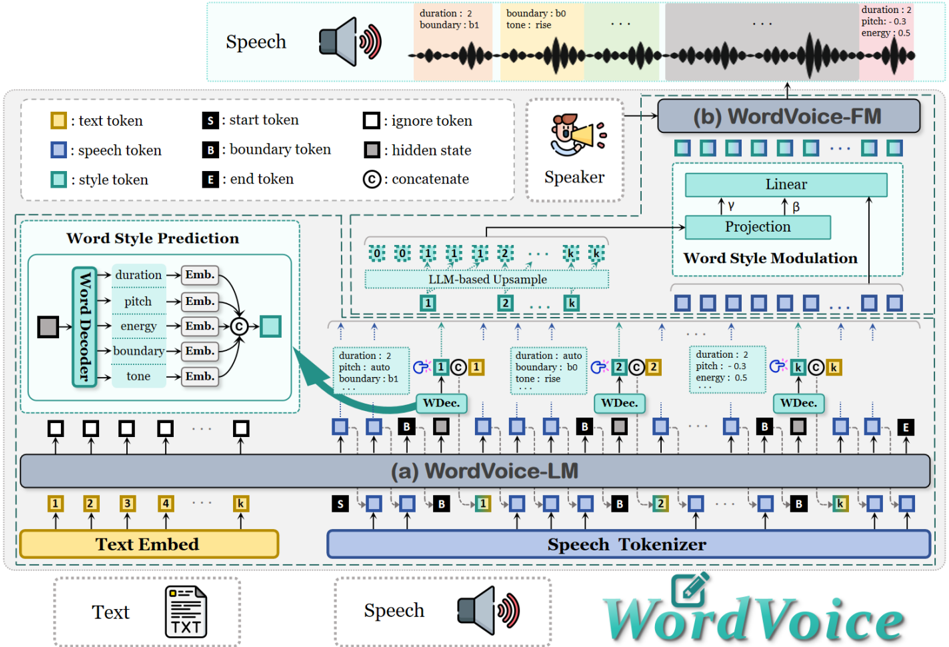 Speech
duration : 2
boundary : b1
boundary : b0
tone : rise
. . .
. . .
duration : 2
pitch: - 0.3
energy : 0.5
: text token
S : start token
: ignore token
: speech token
B : boundary token
: hidden state
: style token
E : end token
C : concatenate
Speaker
(b) WordVoice-FM
. . .
Linear
γ β
Projection
Word Style Modulation
. . .
Word Style Prediction
Word Decoder
duration Emb.
pitch Emb.
energy Emb.
boundary Emb.
tone Emb.
C
0 0 1 1 1 2 . . . k k
LLM-based Upsample
1 2 . . . k
. . .
duration : 2
pitch : auto
boundary : b1
. . .
1 C 1
duration : auto
boundary : b0
tone : rise
. . .
2 C 2
duration : 2
pitch : - 0.3
energy : 0.5
. . .
k C k
WDec. WDec. WDec.
. . . B B . . . B E
(a) WordVoice-LM
1 2 3 4 . . . k S B 1 B 2 . . . B k
Text Embed
Speech Tokenizer
Text
TXT
Speech
WordVoice